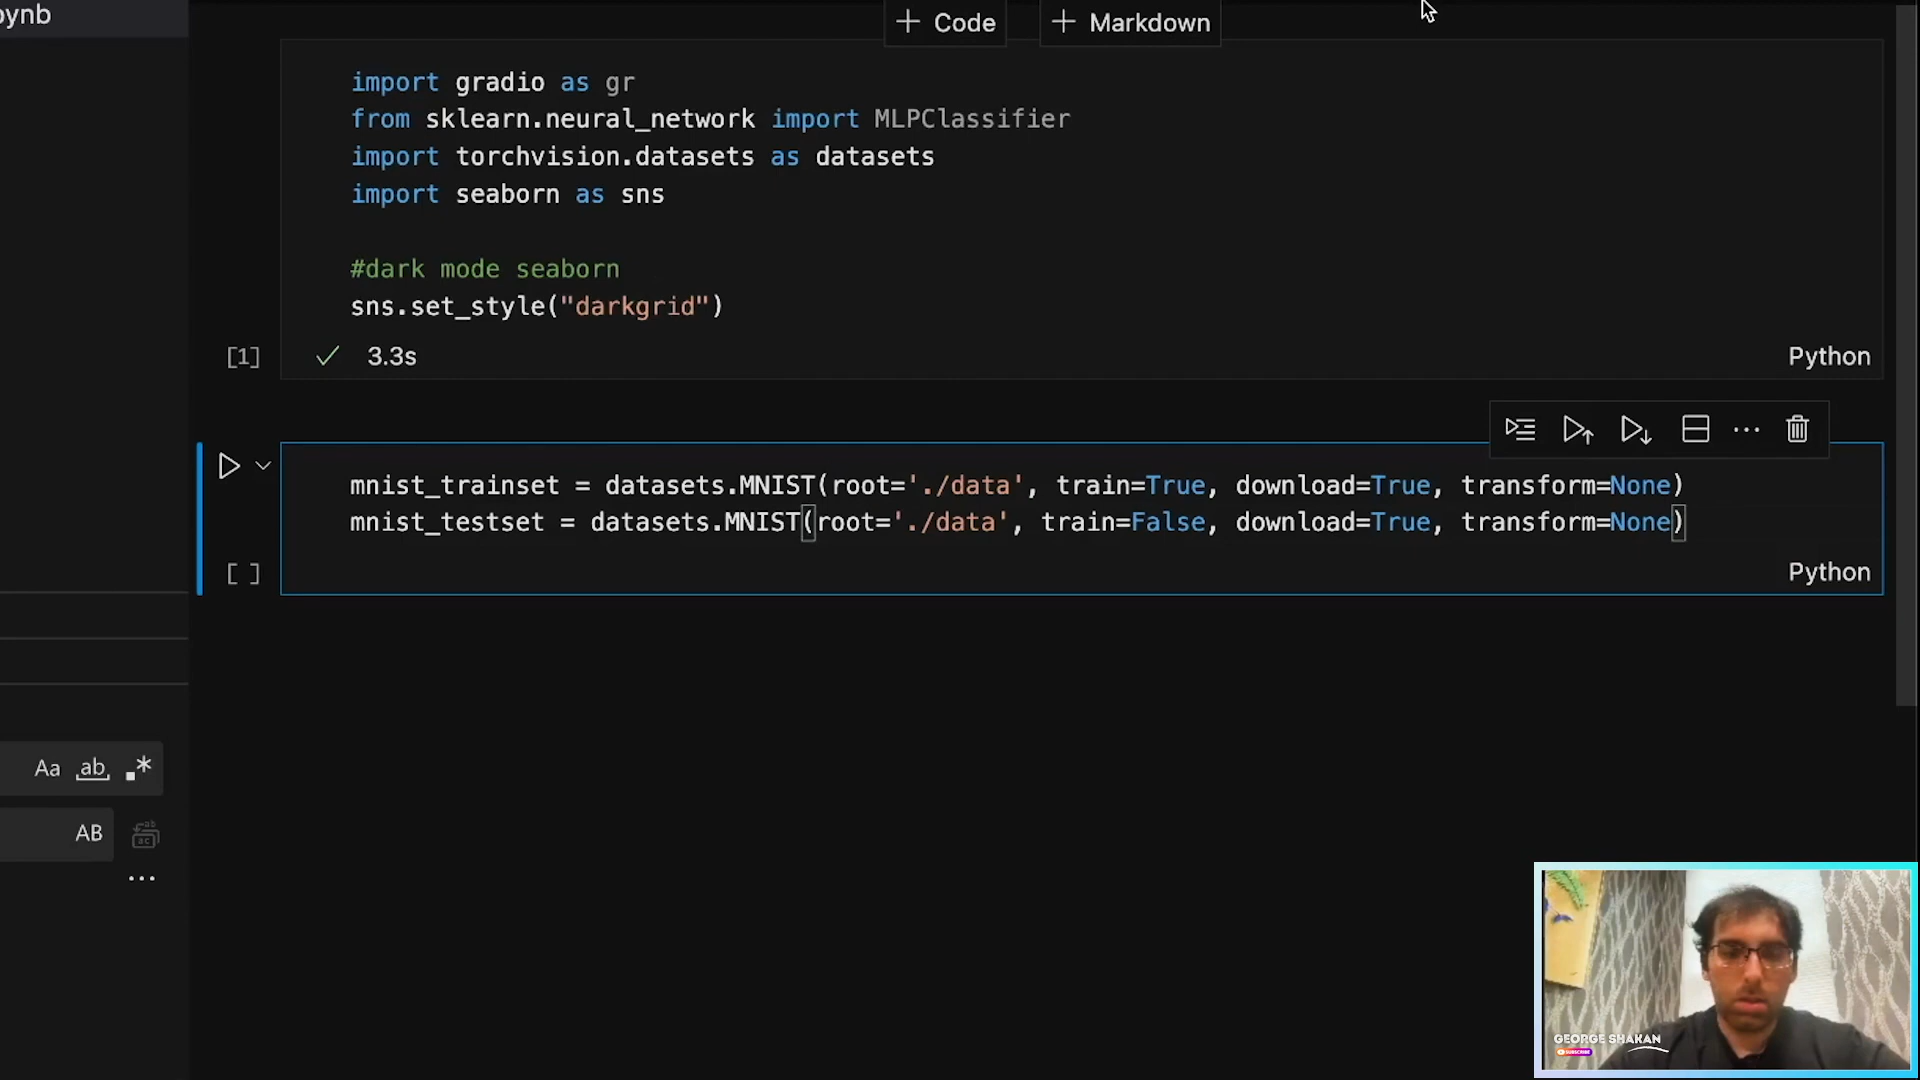 ynb
+ Code + Markdown
import gradio as gr
from sklearn.neural_network import MLPClassifier
import torchvision.datasets as datasets
import seaborn as sns
#dark mode seaborn
sns.set_style("darkgrid")
[1] 3.3s Python
mnist_trainset = datasets.MNIST(root='./data', train=True, download=True, transform=None)
mnist_testset = datasets.MNIST(root='./data', train=False, download=True, transform=None)
[ ] Python
Aa ab .*
AB
GEORGE SHAKAN
SUBSCRIBE